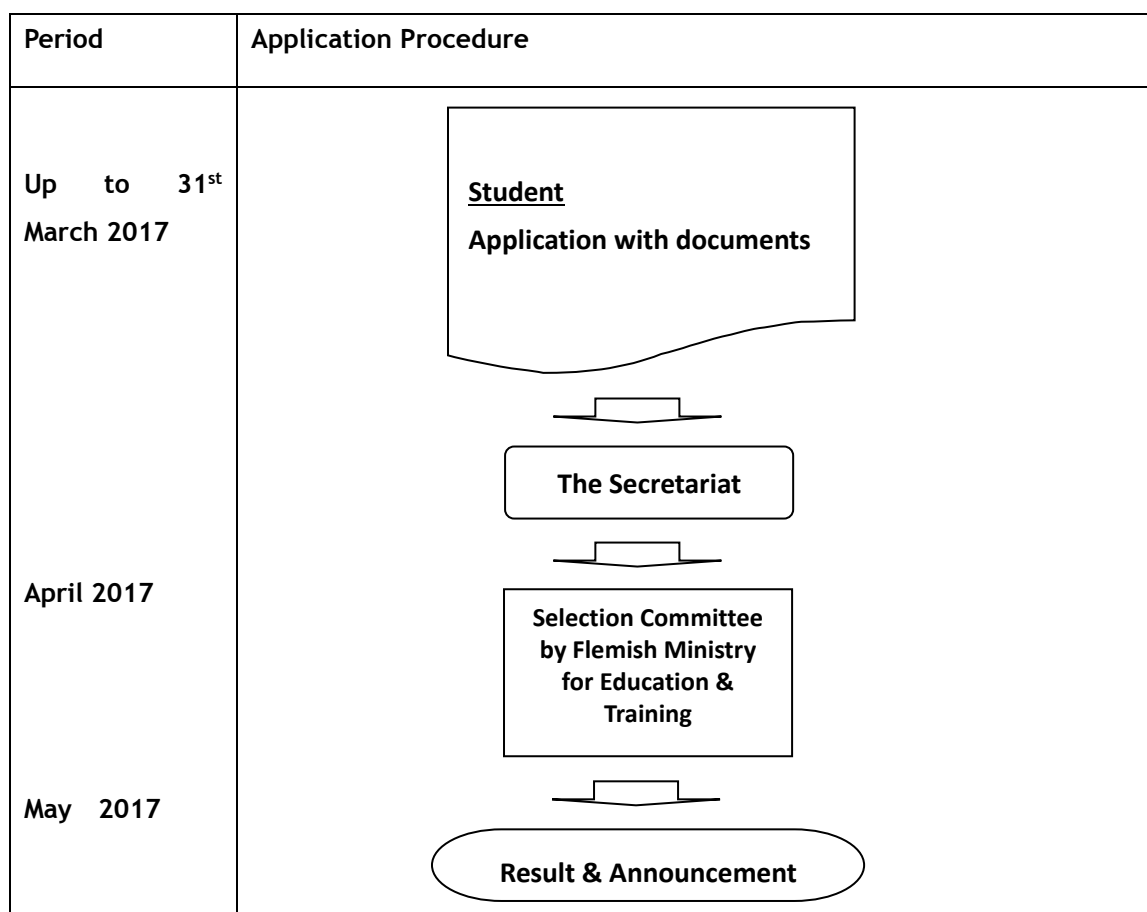 Period
Application Procedure
Up to 31st
March 2017
Student
Application with documents
The Secretariat
April 2017
Selection Committee
by Flemish Ministry
for Education &
Training
May 2017
Result & Announcement